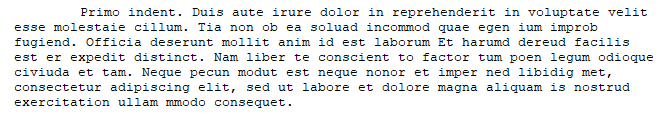 Primo indent. Duis aute irure dolor in reprehenderit in voluptate velit
esse molestaie cillum. Tia non ob ea soluad incommod quae egen ium improb
fugiend. Officia deserunt mollit anim id est laborum Et harumd dereud facilis
est er expedit distinct. Nam liber te conscient to factor tum poen legum odioque
civiuda et tam. Neque pecun modut est neque nonor et imper ned libidig met,
consectetur adipiscing elit, sed ut labore et dolore magna aliquam is nostrud
exercitation ullam mmodo consequet.